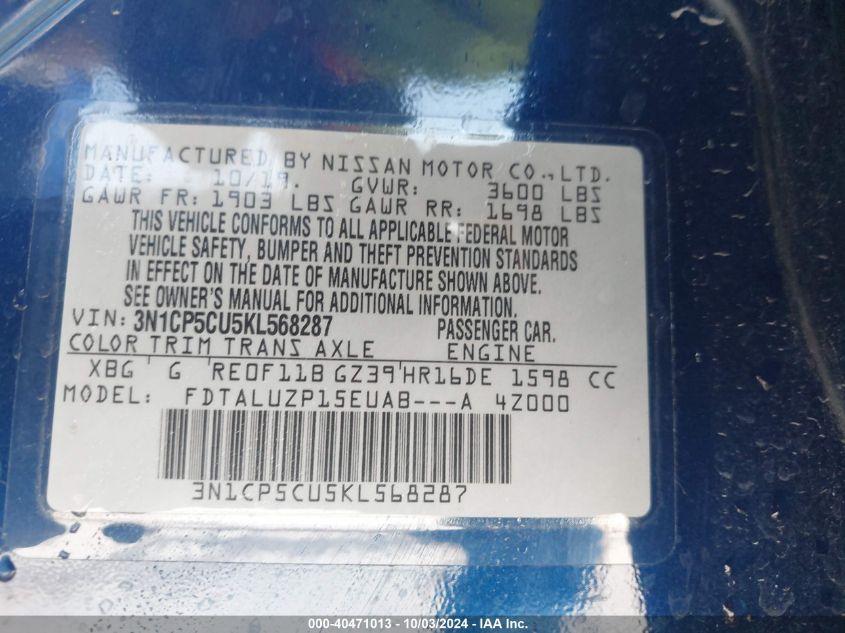 MANUFACTURED BY NISSAN MOTOR CO.,LTD.
DATE: 10/19. GVWR: 3600 LBS
GAWR FR: 1903 LBS GAWR RR: 1698 LBS
THIS VEHICLE CONFORMS TO ALL APPLICABLE FEDERAL MOTOR
VEHICLE SAFETY, BUMPER AND THEFT PREVENTION STANDARDS
IN EFFECT ON THE DATE OF MANUFACTURE SHOWN ABOVE.
SEE OWNER'S MANUAL FOR ADDITIONAL INFORMATION.
VIN: 3N1CP5CU5KL568287 PASSENGER CAR.
COLOR TRIM TRANS AXLE ENGINE
XBG G RE0F11B GZ39 HR16DE 1598 CC
MODEL: FDTALUZP15EUAB---A 4Z000
3N1CP5CU5KL568287
000-40471013 - 10/03/2024 - IAA Inc.